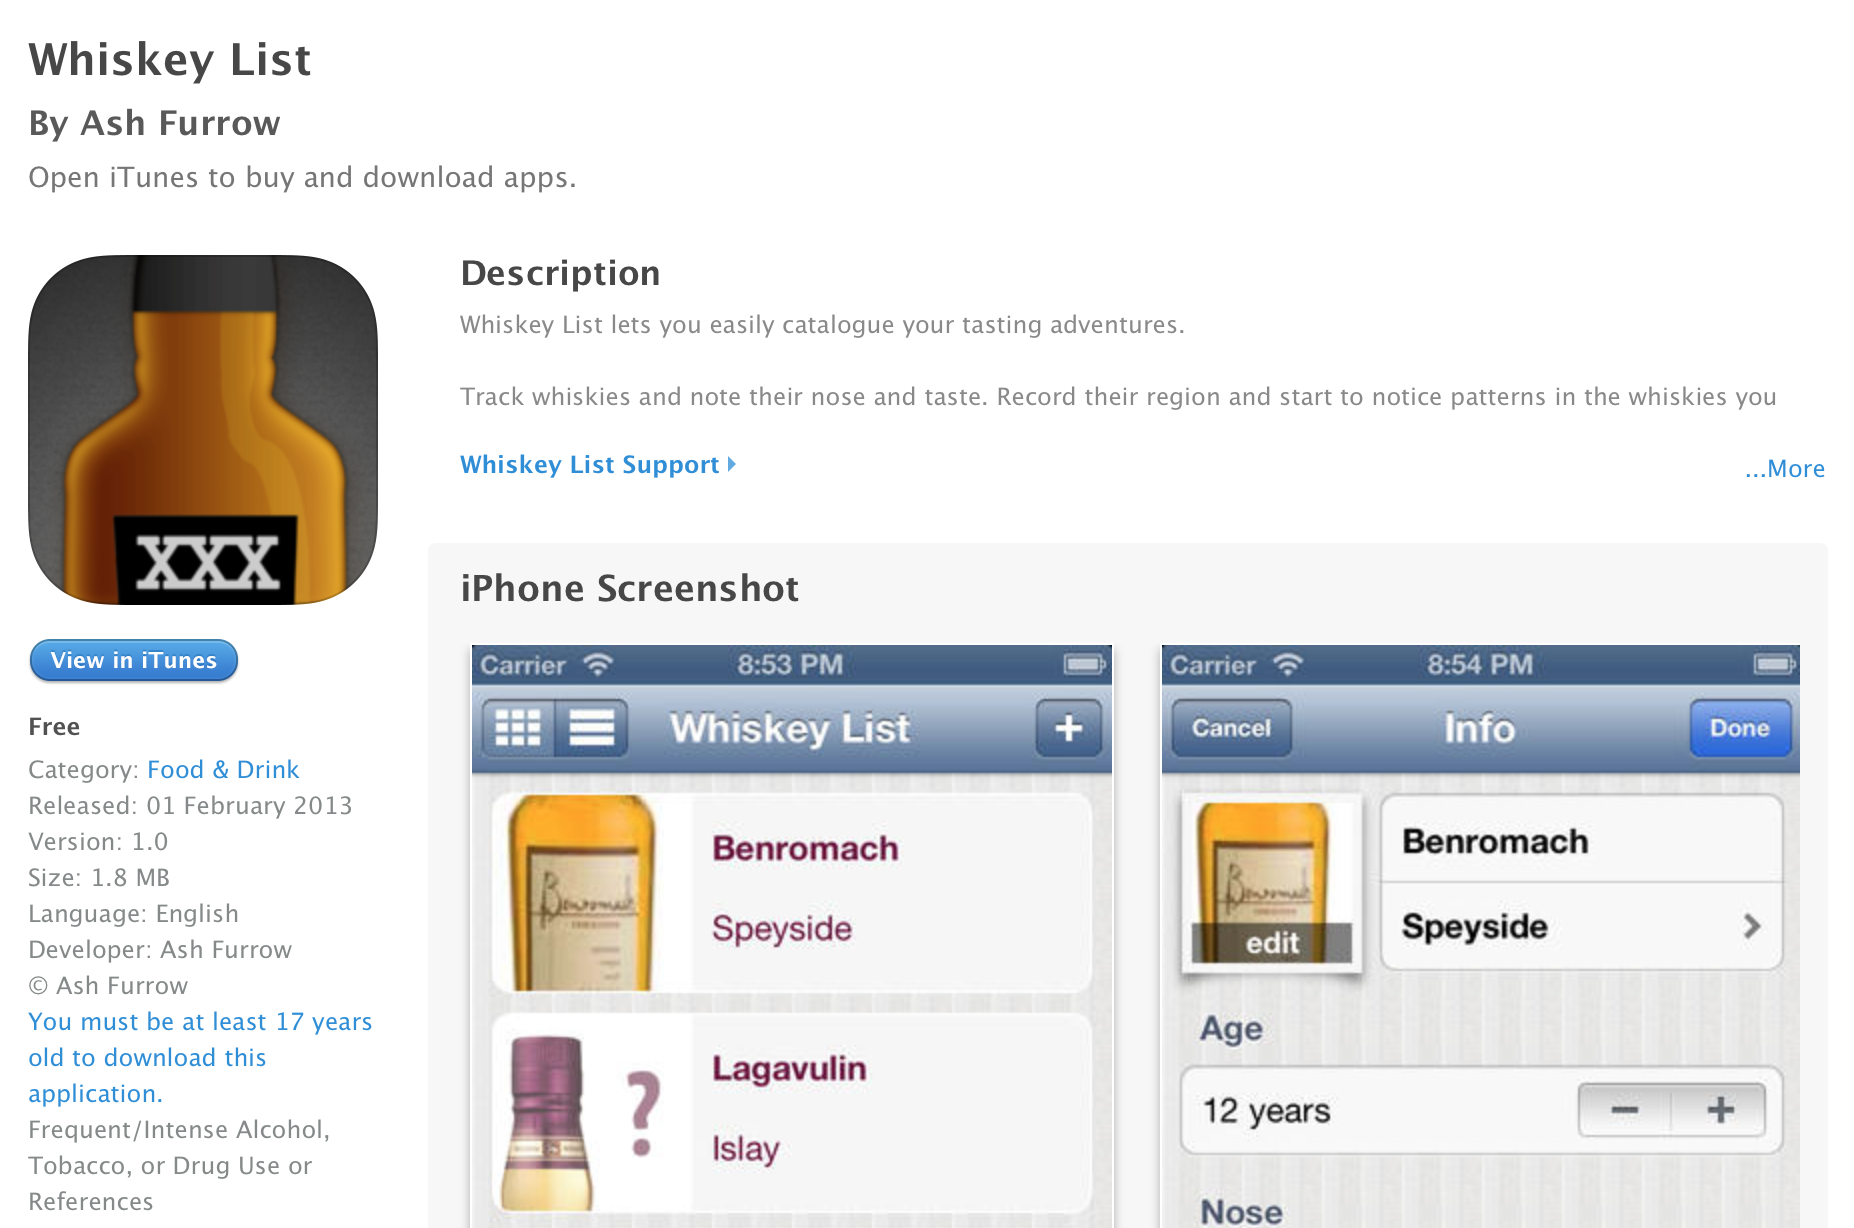 Whiskey List
By Ash Furrow
Open iTunes to buy and download apps.
XXX
View in iTunes
Free
Category: Food & Drink
Released: 01 February 2013
Version: 1.0
Size: 1.8 MB
Language: English
Developer: Ash Furrow
© Ash Furrow
You must be at least 17 years
old to download this
application.
Frequent/Intense Alcohol,
Tobacco, or Drug Use or
References
Description
Whiskey List lets you easily catalogue your tasting adventures.
Track whiskies and note their nose and taste. Record their region and start to notice patterns in the whiskies you
Whiskey List Support
...More
iPhone Screenshot
Carrier 8:53 PM
Whiskey List +
Benromach
Benromach
Speyside
?
Lagavulin
Islay
Carrier 8:54 PM
Cancel Info Done
Benromach
edit
Benromach
Speyside
Age
12 years − +
Nose